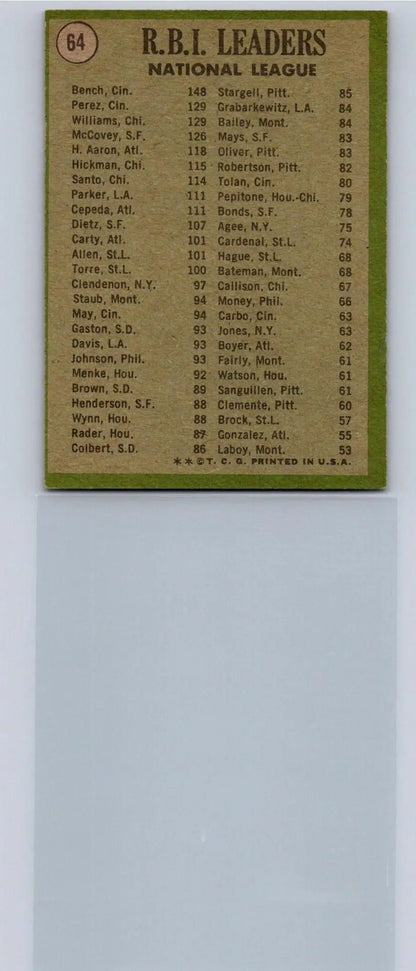 64
R.B.I. LEADERS
NATIONAL LEAGUE
Bench, Cin. 148 Stargell, Pitt. 85
Perez, Cin. 129 Grabarkewitz, L.A. 84
Williams, Chi. 129 Bailey, Mont. 84
McCovey, S.F. 126 Mays, S.F. 83
H. Aaron, Atl. 118 Oliver, Pitt. 83
Hickman, Chi. 115 Robertson, Pitt. 82
Santo, Chi. 114 Tolan, Cin. 80
Parker, L.A. 111 Pepitone, Hou.-Chi. 79
Cepeda, Atl. 111 Bonds, S.F. 78
Dietz, S.F. 107 Agee, N.Y. 75
Carty, Atl. 101 Cardenal, St.L. 74
Allen, St.L. 101 Hague, St.L. 68
Torre, St.L. 100 Bateman, Mont. 68
Clendenon, N.Y. 97 Callison, Chi. 67
Staub, Mont. 94 Money, Phil. 66
May, Cin. 94 Carbo, Cin. 63
Gaston, S.D. 93 Jones, N.Y. 63
Davis, L.A. 93 Boyer, Atl. 62
Johnson, Phil. 93 Fairly, Mont. 61
Menke, Hou. 92 Watson, Hou. 61
Brown, S.D. 89 Sanguillen, Pitt. 61
Henderson, S.F. 88 Clemente, Pitt. 60
Wynn, Hou. 88 Brock, St.L. 57
Rader, Hou. 87 Gonzalez, Atl. 55
Colbert, S.D. 86 Laboy, Mont. 53
**©T. C. G. PRINTED IN U.S.A.